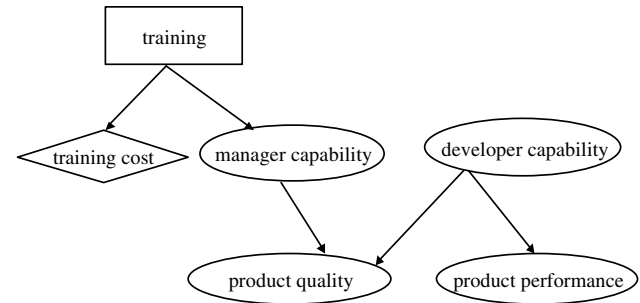 training
training cost
manager capability
developer capability
product quality
product performance